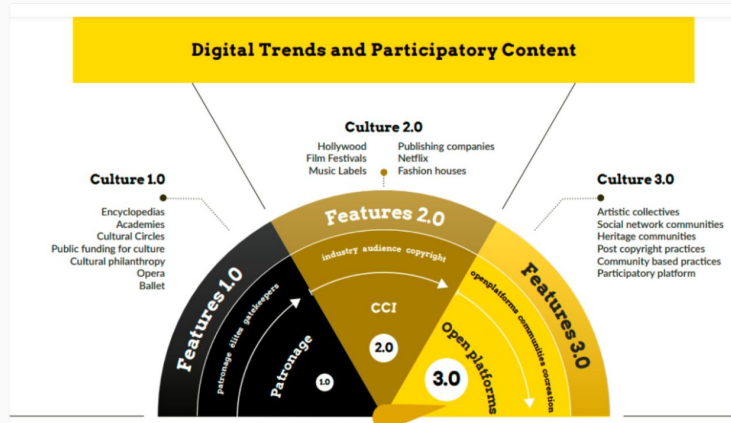 Digital Trends and Participatory Content
Culture 2.0
Hollywood
Film Festivals
Music Labels
Publishing companies
Netflix
Fashion houses
Culture 1.0
Encyclopedias
Academies
Cultural Circles
Public funding for culture
Cultural philanthropy
Opera
Ballet
Culture 3.0
Artistic collectives
Social network communities
Heritage communities
Post copyright practices
Community based practices
Participatory platform
Features 1.0
patronage élites gatekeepers
Patronage
1.0
Features 2.0
industry audience copyright
CCI
2.0
Features 3.0
openplatforms communities cocreation
Open platforms
3.0